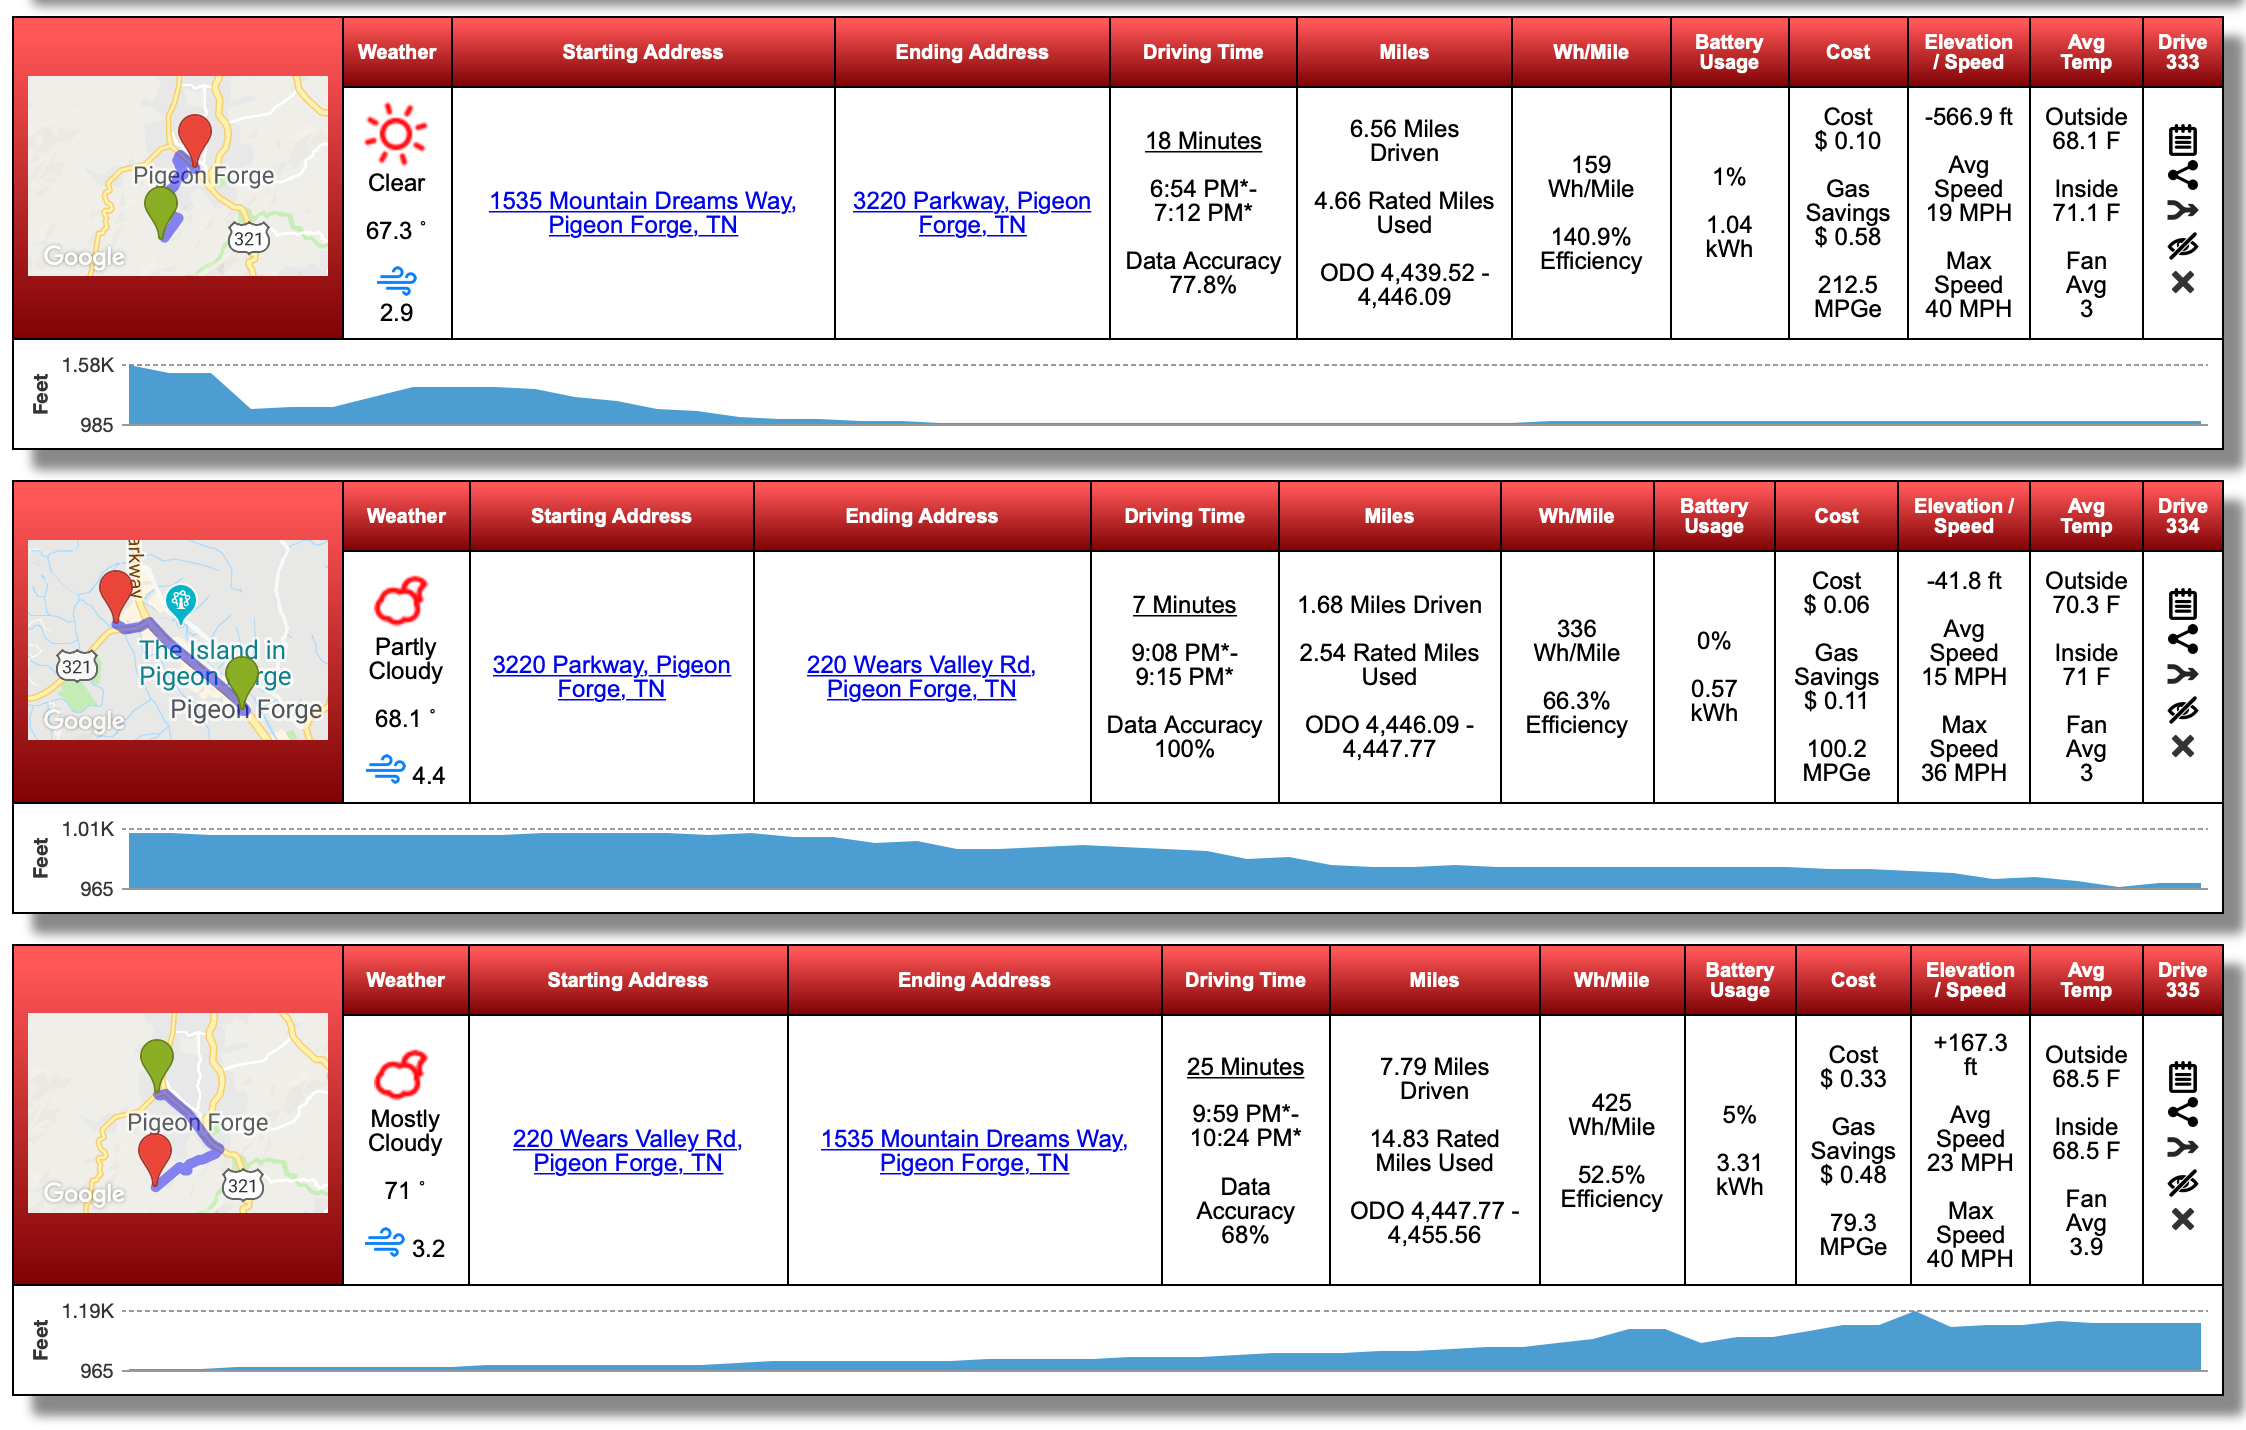 Weather
Starting Address
Ending Address
Driving Time
Miles
Wh/Mile
Battery
Usage
Cost
Elevation
/ Speed
Avg
Temp
Drive
333
Pigeon Forge
321
Google
Clear
67.3 °
2.9
1535 Mountain Dreams Way,
Pigeon Forge, TN
3220 Parkway, Pigeon
Forge, TN
18 Minutes
6:54 PM*-
7:12 PM*
Data Accuracy
77.8%
6.56 Miles
Driven
4.66 Rated Miles
Used
ODO 4,439.52 -
4,446.09
159
Wh/Mile
140.9%
Efficiency
1%
1.04
kWh
Cost
$ 0.10
Gas
Savings
$ 0.58
212.5
MPGe
-566.9 ft
Avg
Speed
19 MPH
Max
Speed
40 MPH
Outside
68.1 F
Inside
71.1 F
Fan
Avg
3
Feet
1.58K
985
Weather
Starting Address
Ending Address
Driving Time
Miles
Wh/Mile
Battery
Usage
Cost
Elevation /
Speed
Avg
Temp
Drive
334
arkway
The Island in
Pigeon Forge
321
Pigeon Forge
Google
Partly
Cloudy
68.1 °
4.4
3220 Parkway, Pigeon
Forge, TN
220 Wears Valley Rd,
Pigeon Forge, TN
7 Minutes
9:08 PM*-
9:15 PM*
Data Accuracy
100%
1.68 Miles Driven
2.54 Rated Miles
Used
ODO 4,446.09 -
4,447.77
336
Wh/Mile
66.3%
Efficiency
0%
0.57
kWh
Cost
$ 0.06
Gas
Savings
$ 0.11
100.2
MPGe
-41.8 ft
Avg
Speed
15 MPH
Max
Speed
36 MPH
Outside
70.3 F
Inside
71 F
Fan
Avg
3
Feet
1.01K
965
Weather
Starting Address
Ending Address
Driving Time
Miles
Wh/Mile
Battery
Usage
Cost
Elevation
/ Speed
Avg
Temp
Drive
335
Pigeon Forge
321
Google
Mostly
Cloudy
71 °
3.2
220 Wears Valley Rd,
Pigeon Forge, TN
1535 Mountain Dreams Way,
Pigeon Forge, TN
25 Minutes
9:59 PM*-
10:24 PM*
Data
Accuracy
68%
7.79 Miles
Driven
14.83 Rated
Miles Used
ODO 4,447.77 -
4,455.56
425
Wh/Mile
52.5%
Efficiency
5%
3.31
kWh
Cost
$ 0.33
Gas
Savings
$ 0.48
79.3
MPGe
+167.3
ft
Avg
Speed
23 MPH
Max
Speed
40 MPH
Outside
68.5 F
Inside
68.5 F
Fan
Avg
3.9
Feet
1.19K
965